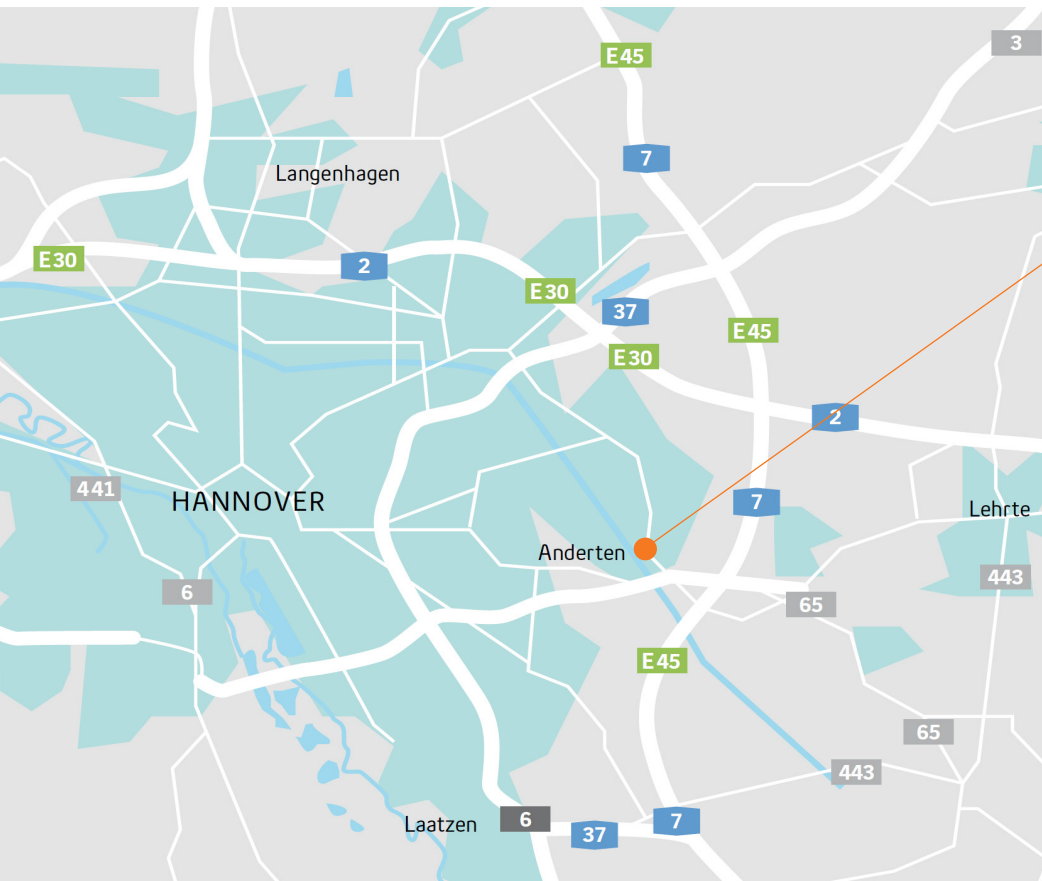 3
E45
7
Langenhagen
E30
2
E30
37
E45
E30
2
441
HANNOVER
7
Lehrte
Anderten
443
6
65
E45
65
443
Laatzen
6
37
7